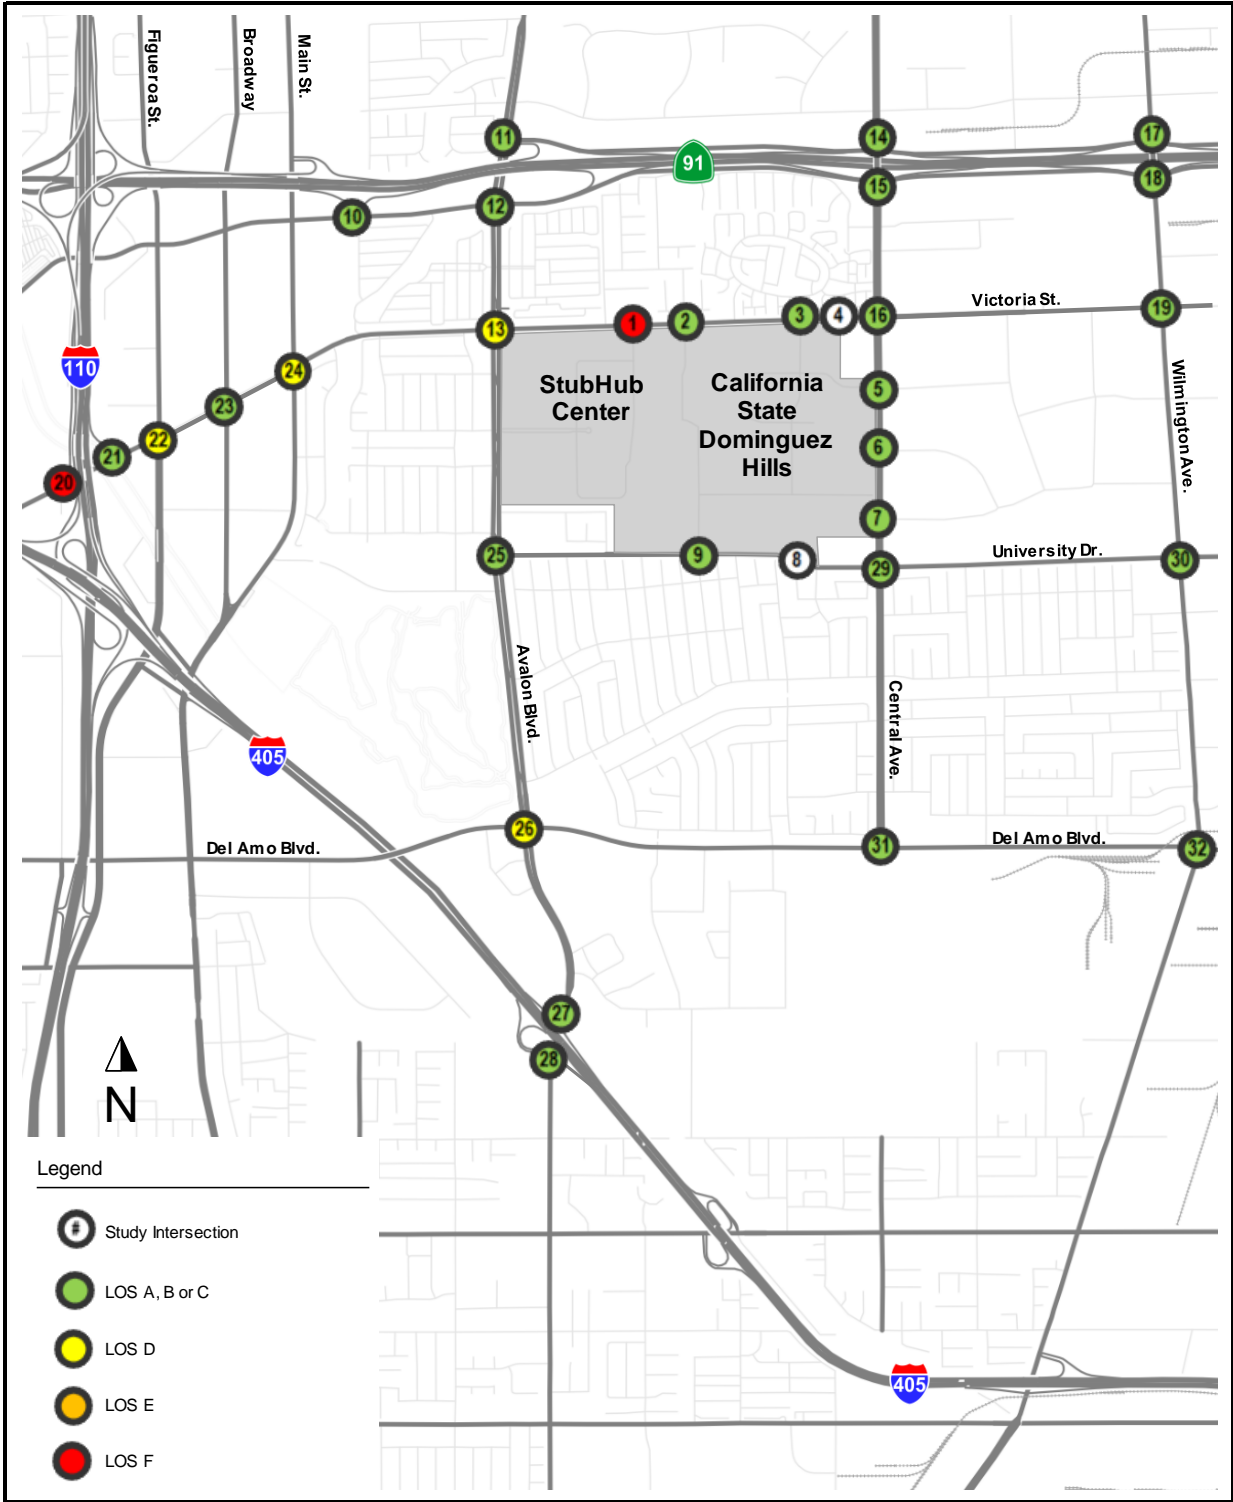 Figueroa St.
Broadway
Main St.
11
91
14
17
15
18
10
12
Victoria St.
13
1
2
3
4
16
19
110
24
StubHub
Center
California
State
Dominguez
Hills
5
23
Wilmington Ave.
22
21
6
20
7
25
9
8
29
University Dr.
30
Avalon Blvd.
Central Ave.
405
Del Amo Blvd.
26
31
Del Amo Blvd.
32
27
28
N
Legend
# Study Intersection
LOS A, B or C
LOS D
LOS E
LOS F
405